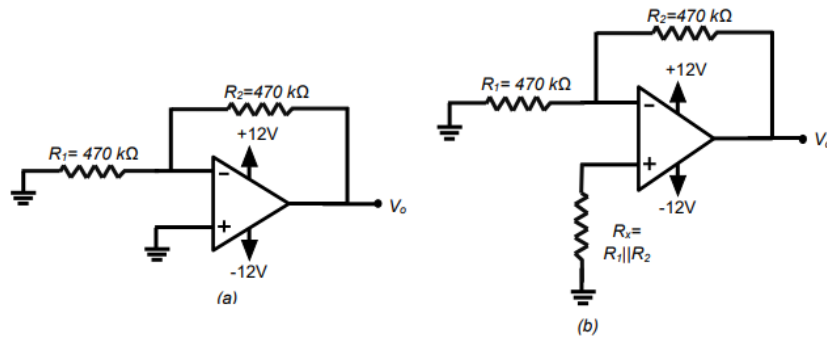 R₂=470 kΩ
+12V
R₁= 470 kΩ
−
+
Vₒ
-12V
(a)
R₂=470 kΩ
+12V
R₁= 470 kΩ
−
+
-12V
Rₓ=
R₁||R₂
(b)